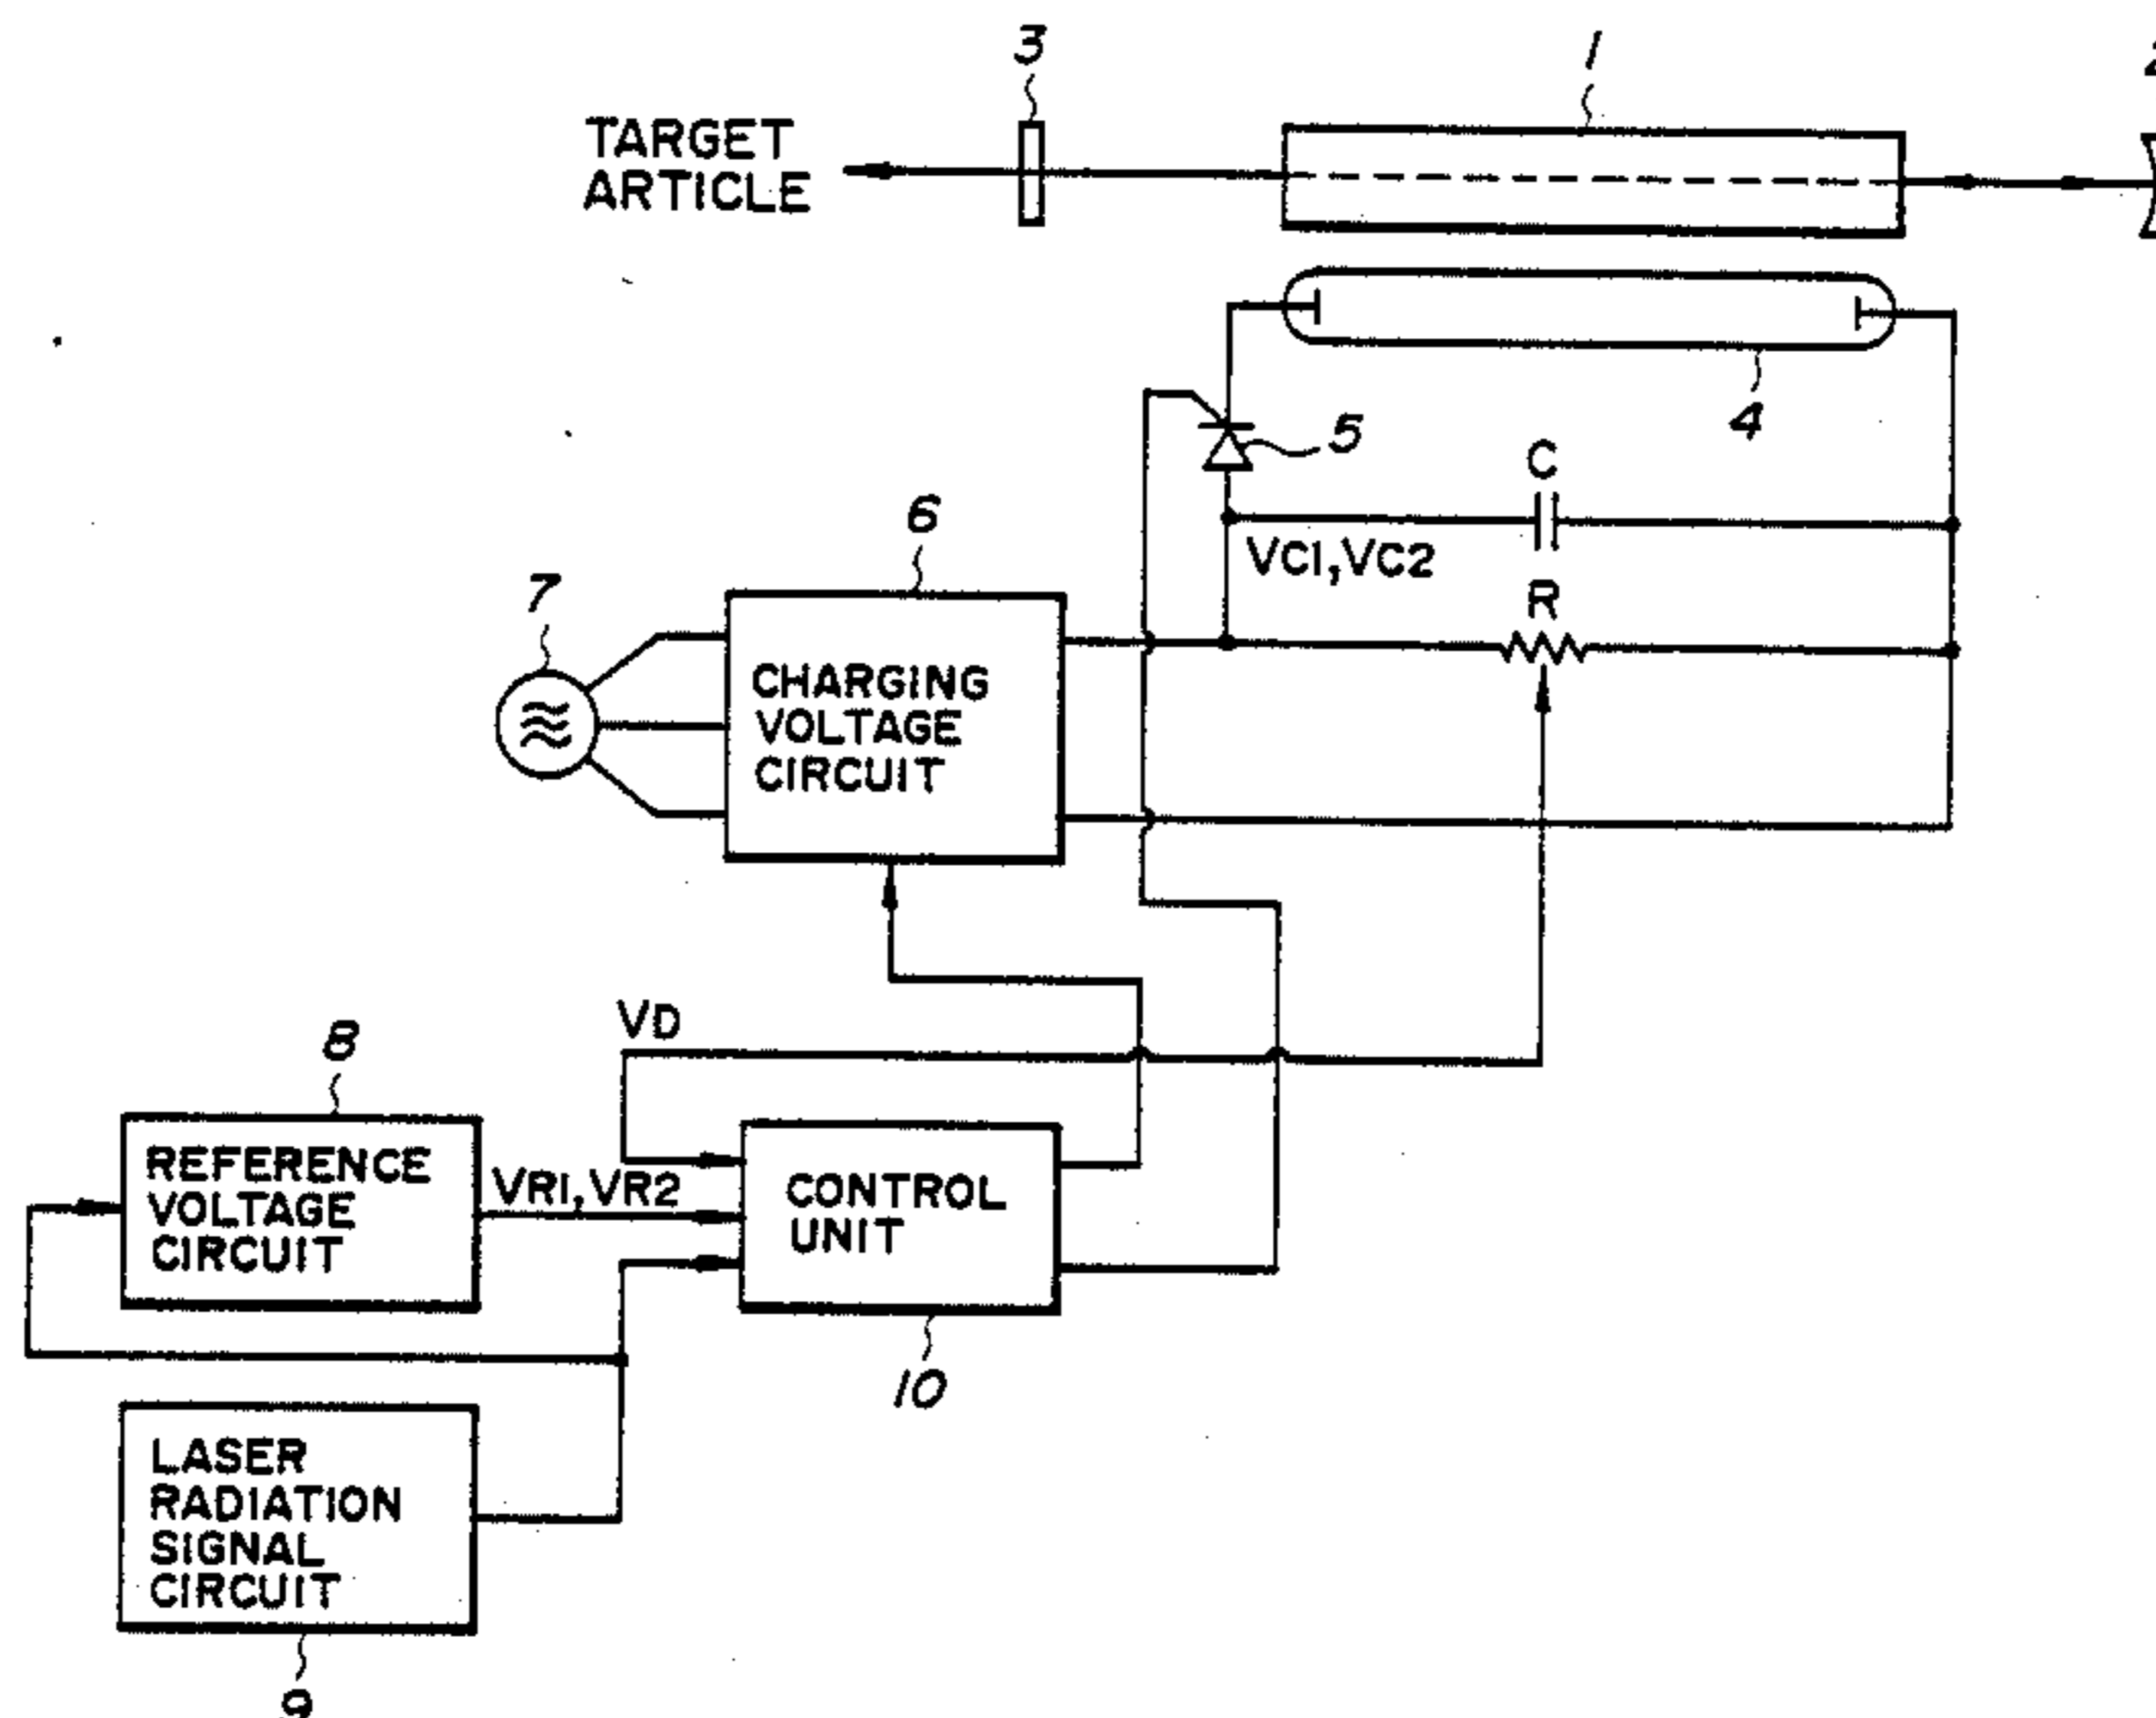 3
1
TARGET
ARTICLE
4
5
C
VC1,VC2
6
R
7
CHARGING
VOLTAGE
CIRCUIT
VD
8
REFERENCE
VOLTAGE
CIRCUIT
VR1,VR2
CONTROL
UNIT
10
LASER
RADIATION
SIGNAL
CIRCUIT
9